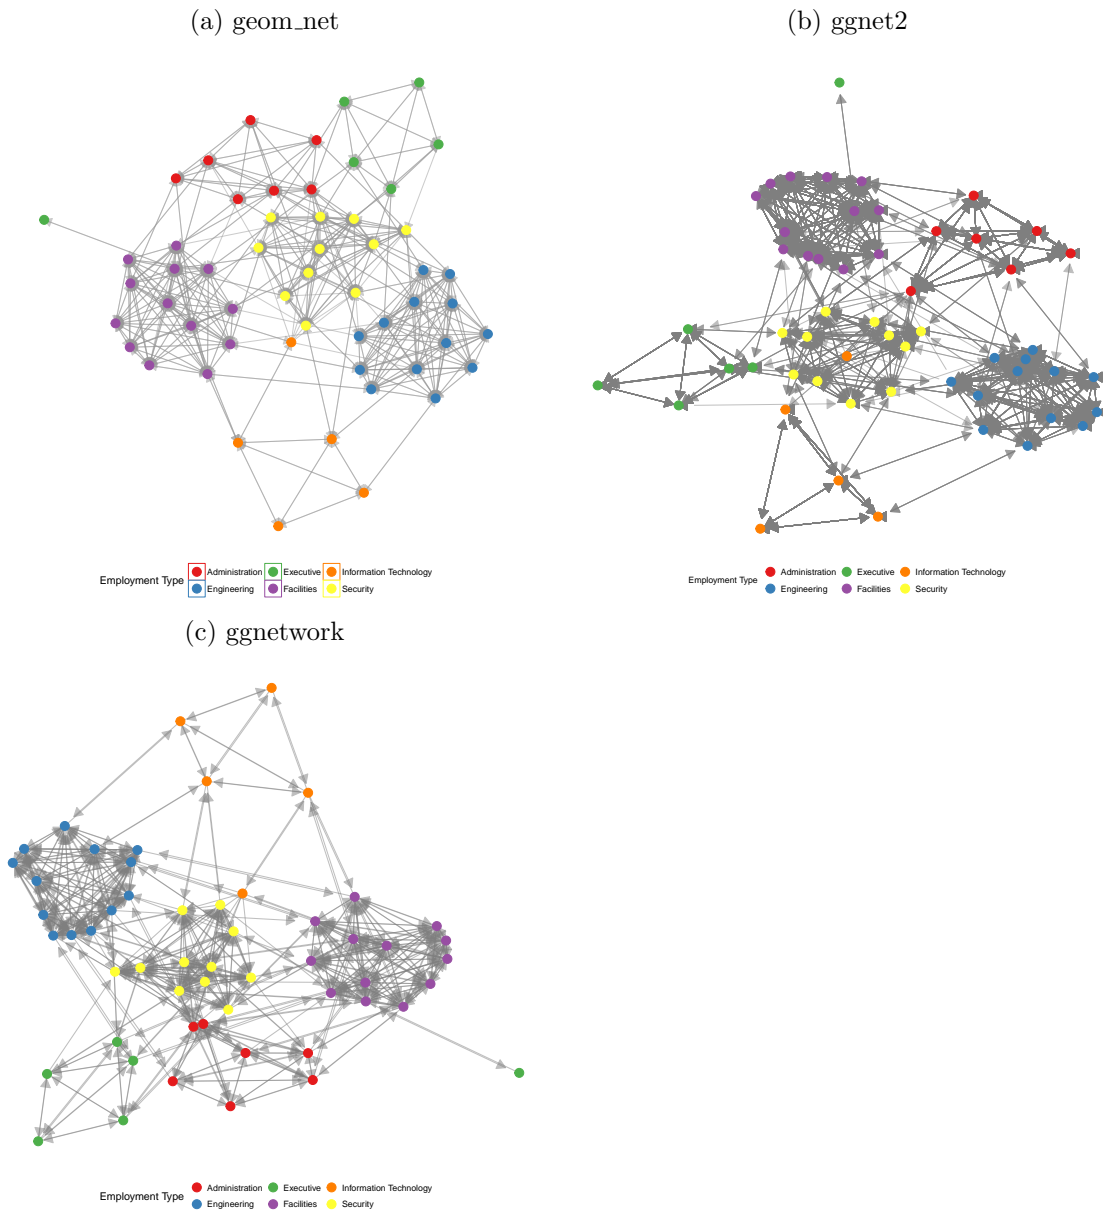 (a) geom_net
(b) ggnet2
Employment Type
Administration
Executive
Information Technology
Engineering
Facilities
Security
Employment Type
Administration
Executive
Information Technology
Engineering
Facilities
Security
(c) ggnetwork
Employment Type
Administration
Executive
Information Technology
Engineering
Facilities
Security